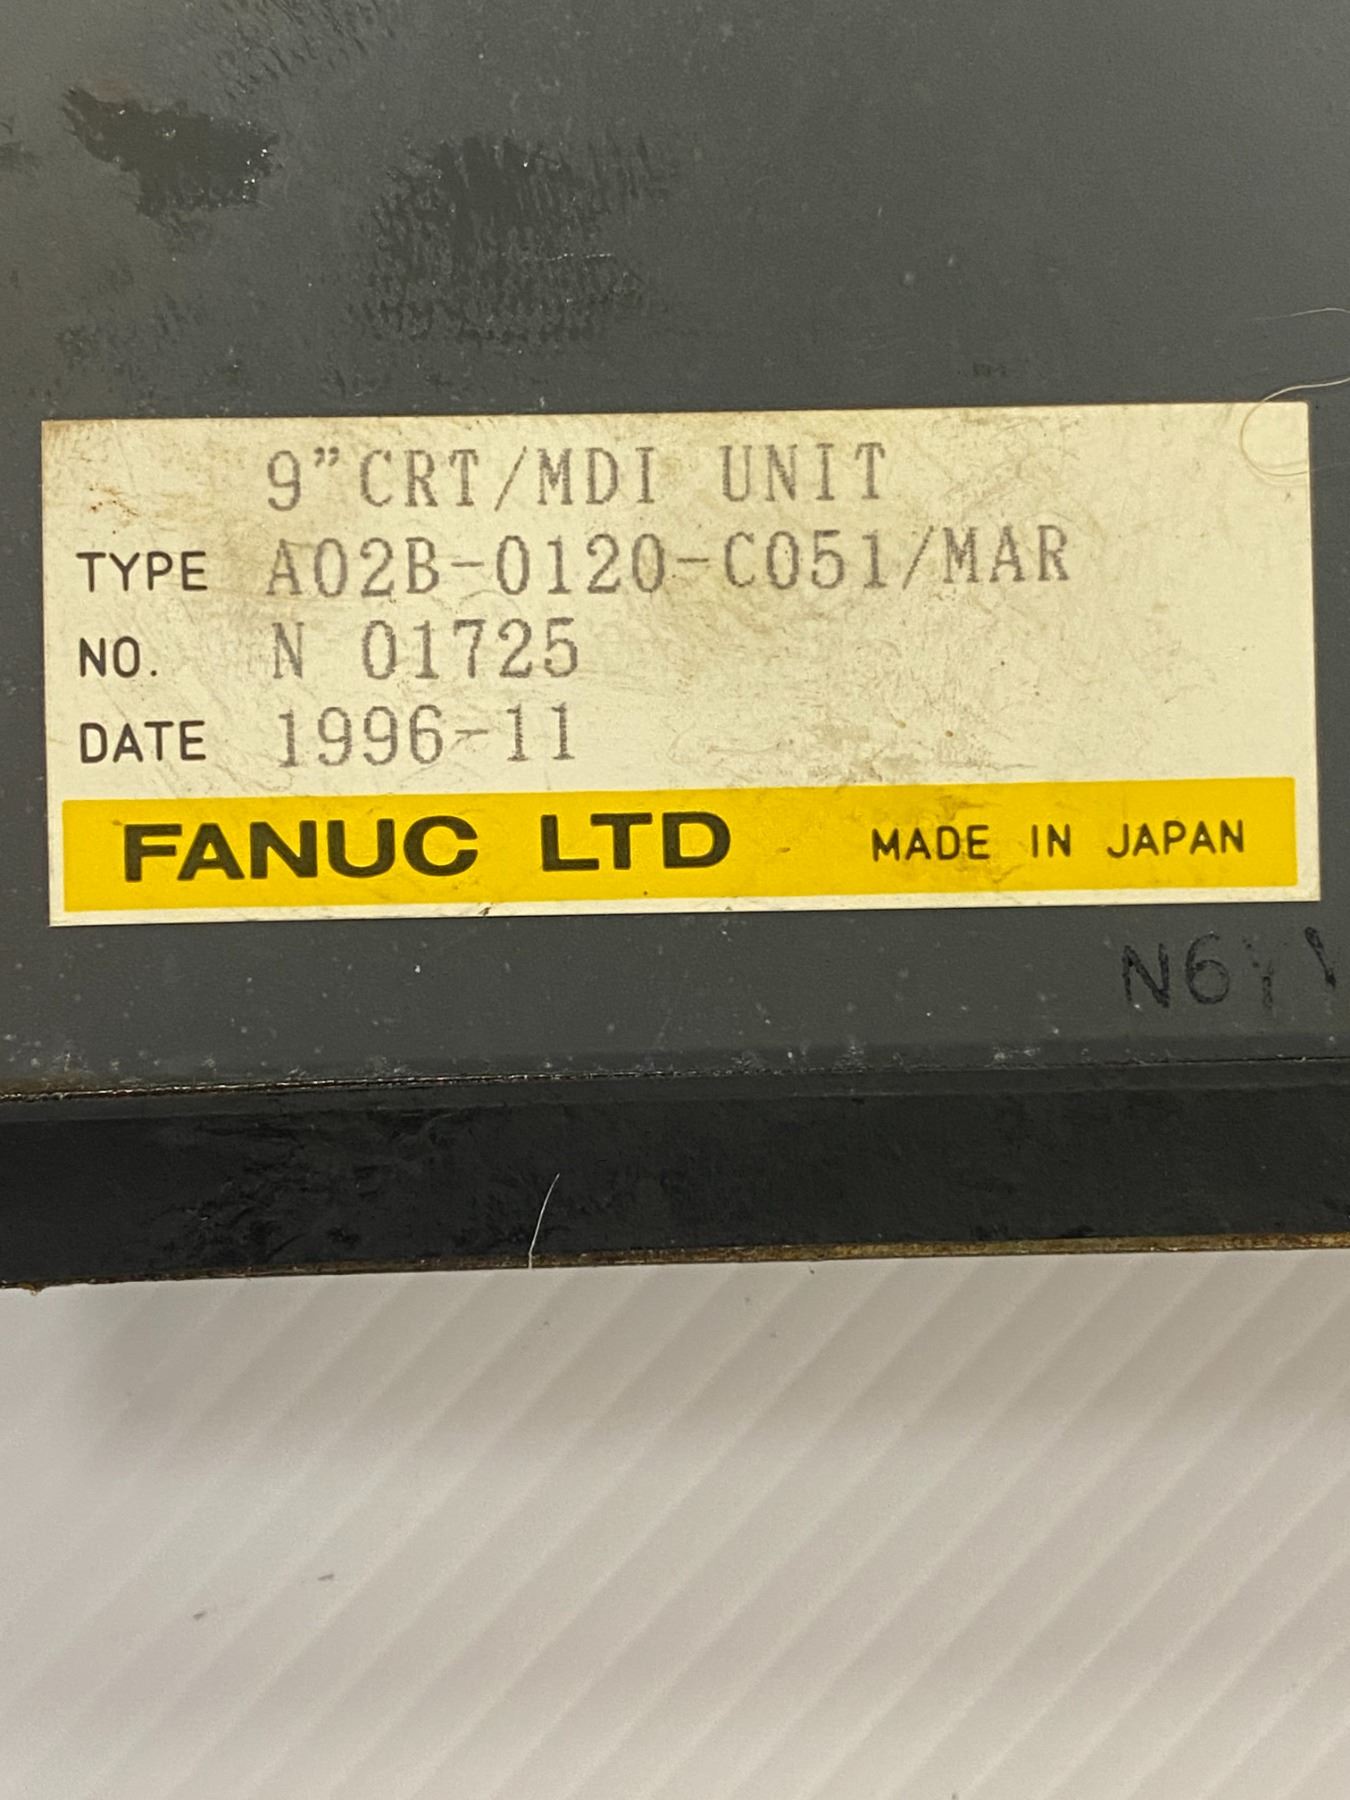 9"CRT/MDI UNIT
TYPE A02B-0120-C051/MAR
NO. N 01725
DATE 1996-11
FANUC LTD MADE IN JAPAN